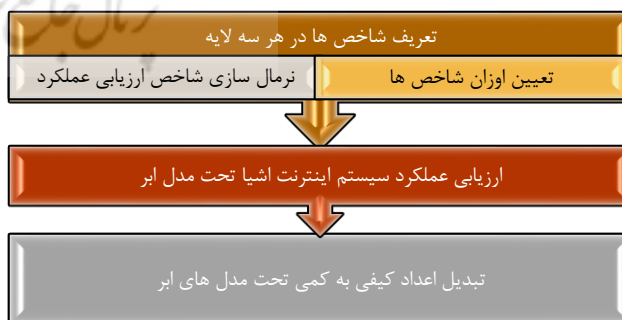 تعریف شاخص ها در هر سه لایه
تعیین اوزان شاخص ها
نرمال سازی شاخص ارزیابی عملکرد
ارزیابی عملکرد سیستم اینترنت اشیا تحت مدل ابر
تبدیل اعداد کیفی به کمی تحت مدل های ابر